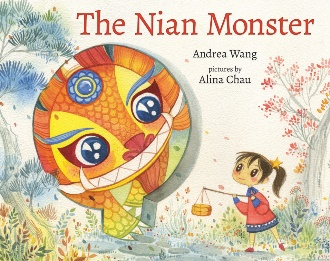 The Nian Monster
Andrea Wang
pictures by
Alina Chau